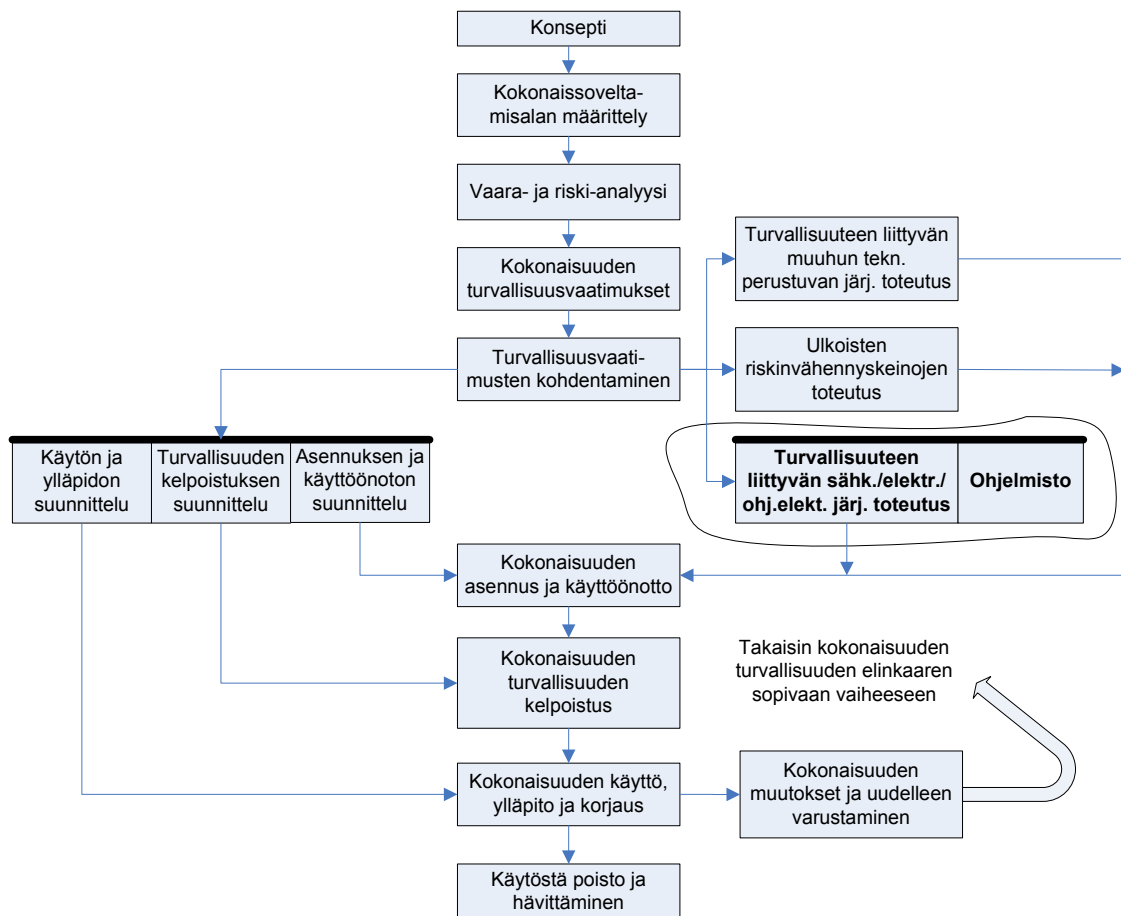 Konsepti
Kokonaissovelta-
misalan määrittely
Vaara- ja riski-analyysi
Kokonaisuuden
turvallisuusvaatimukset
Turvallisuusvaati-
musten kohdentaminen
Turvallisuuteen liittyvän
muuhun tekn.
perustuvan järj. toteutus
Ulkoisten
riskinvähennyskeinojen
toteutus
Käytön ja
ylläpidon
suunnittelu
Turvallisuuden
kelpoistuksen
suunnittelu
Asennuksen ja
käyttöönoton
suunnittelu
Turvallisuuteen
liittyvän sähk./elektr./
ohj.elekt. järj. toteutus
Ohjelmisto
Kokonaisuuden
asennus ja käyttöönotto
Kokonaisuuden
turvallisuuden
kelpoistus
Takaisin kokonaisuuden
turvallisuuden elinkaaren
sopivaan vaiheeseen
Kokonaisuuden käyttö,
ylläpito ja korjaus
Kokonaisuuden
muutokset ja uudelleen
varustaminen
Käytöstä poisto ja
hävittäminen